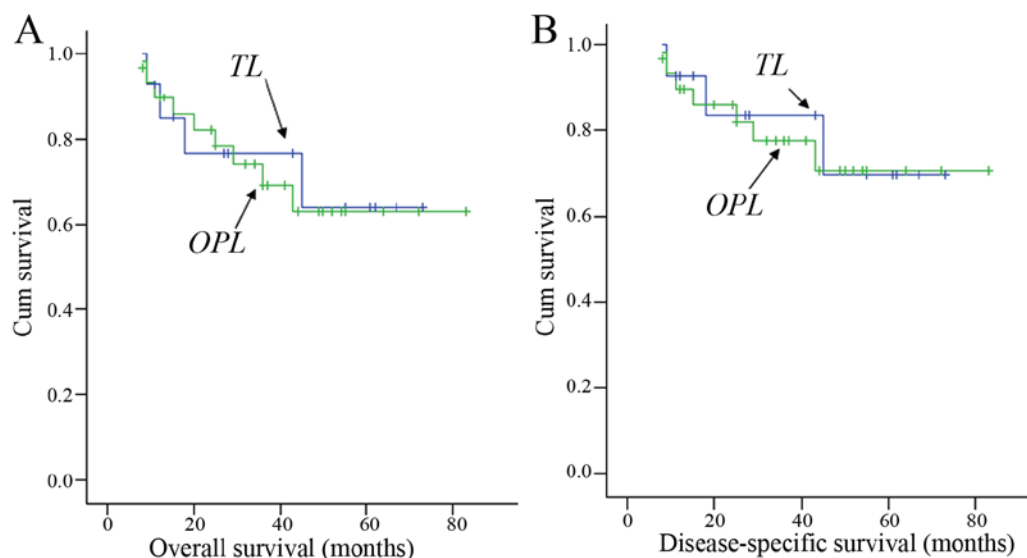 A
1.0
0.8
0.6
0.4
0.2
0.0
Cum survival
TL
OPL
0 20 40 60 80
Overall survival (months)
B
1.0
0.8
0.6
0.4
0.2
0.0
Cum survival
TL
OPL
0 20 40 60 80
Disease-specific survival (months)